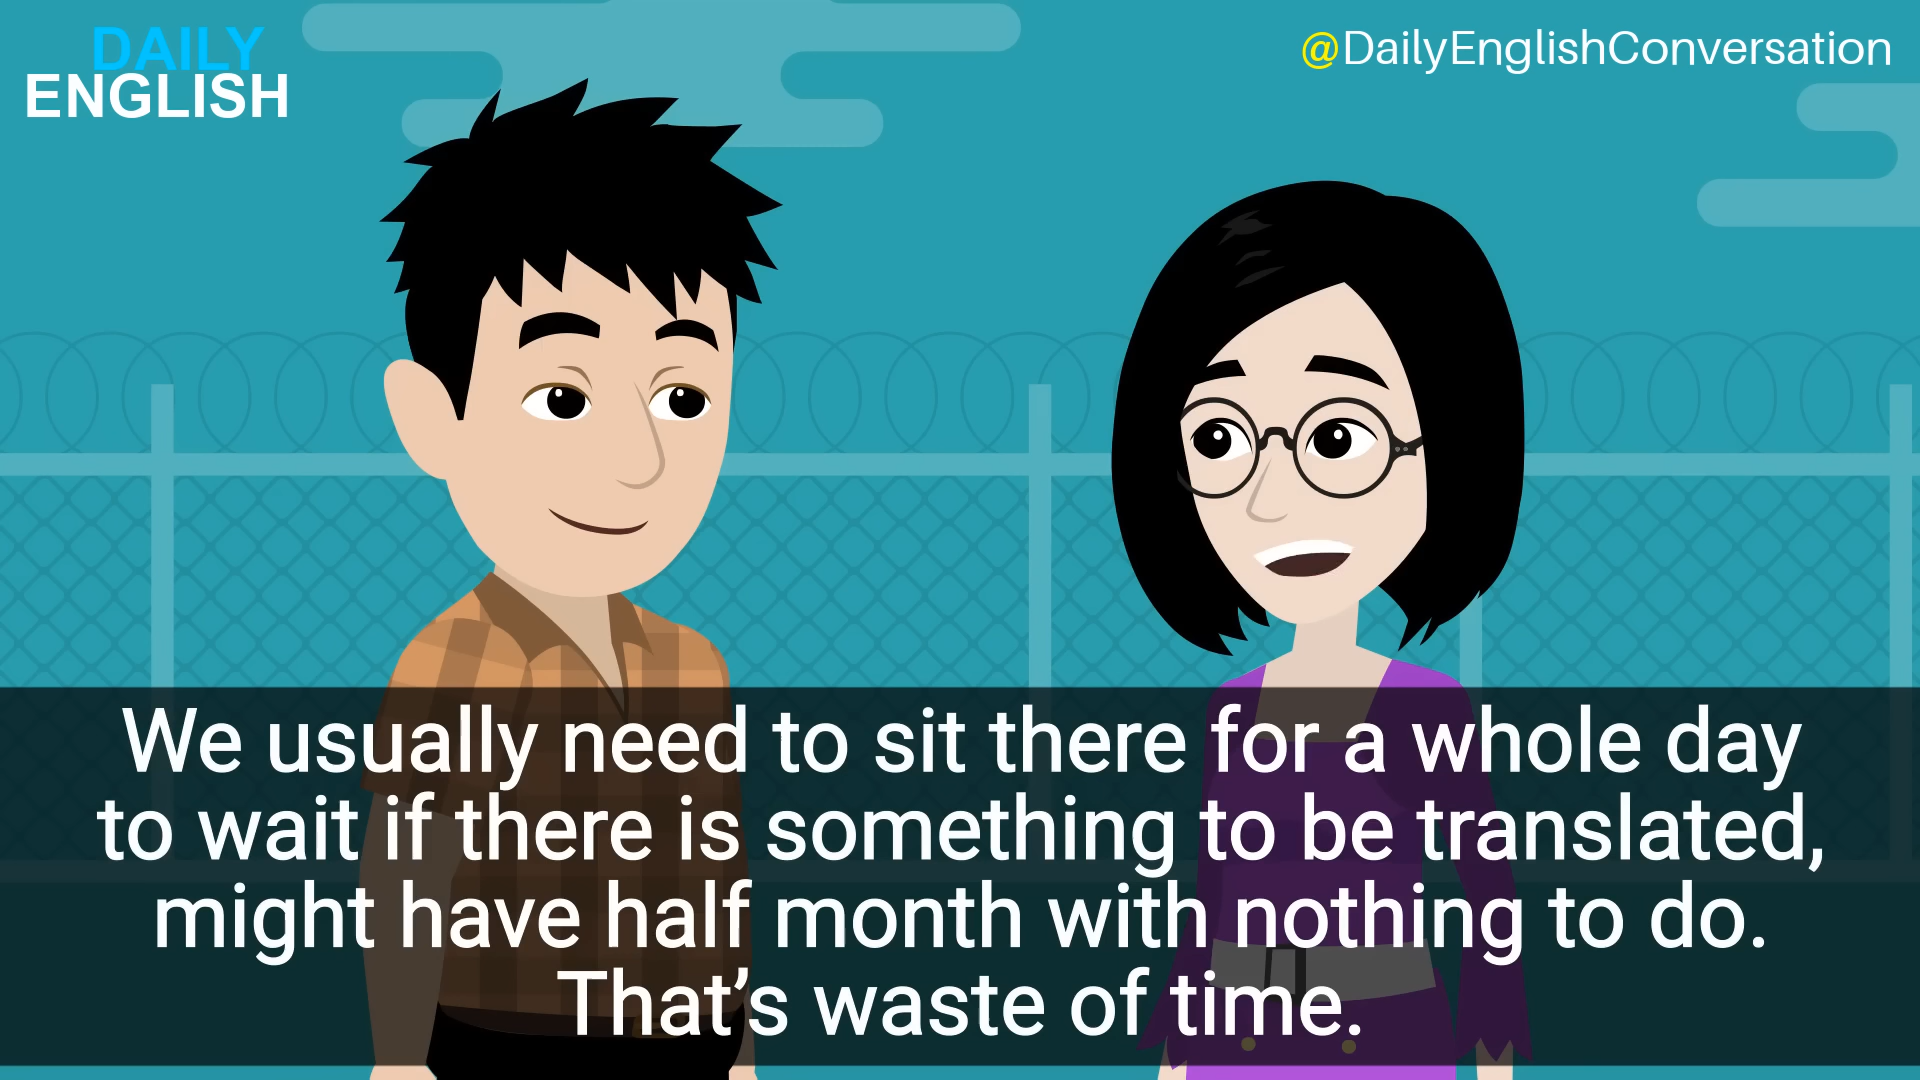 DAILY
ENGLISH
@DailyEnglishConversation
We usually need to sit there for a whole day
to wait if there is something to be translated,
might have half month with nothing to do.
That’s waste of time.